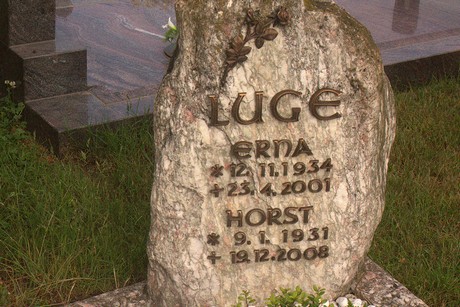 LUGE
ERNA
* 12. 11. 1934
+ 23. 4. 2001
HORST
* 9. 1. 1931
+ 19. 12. 2008